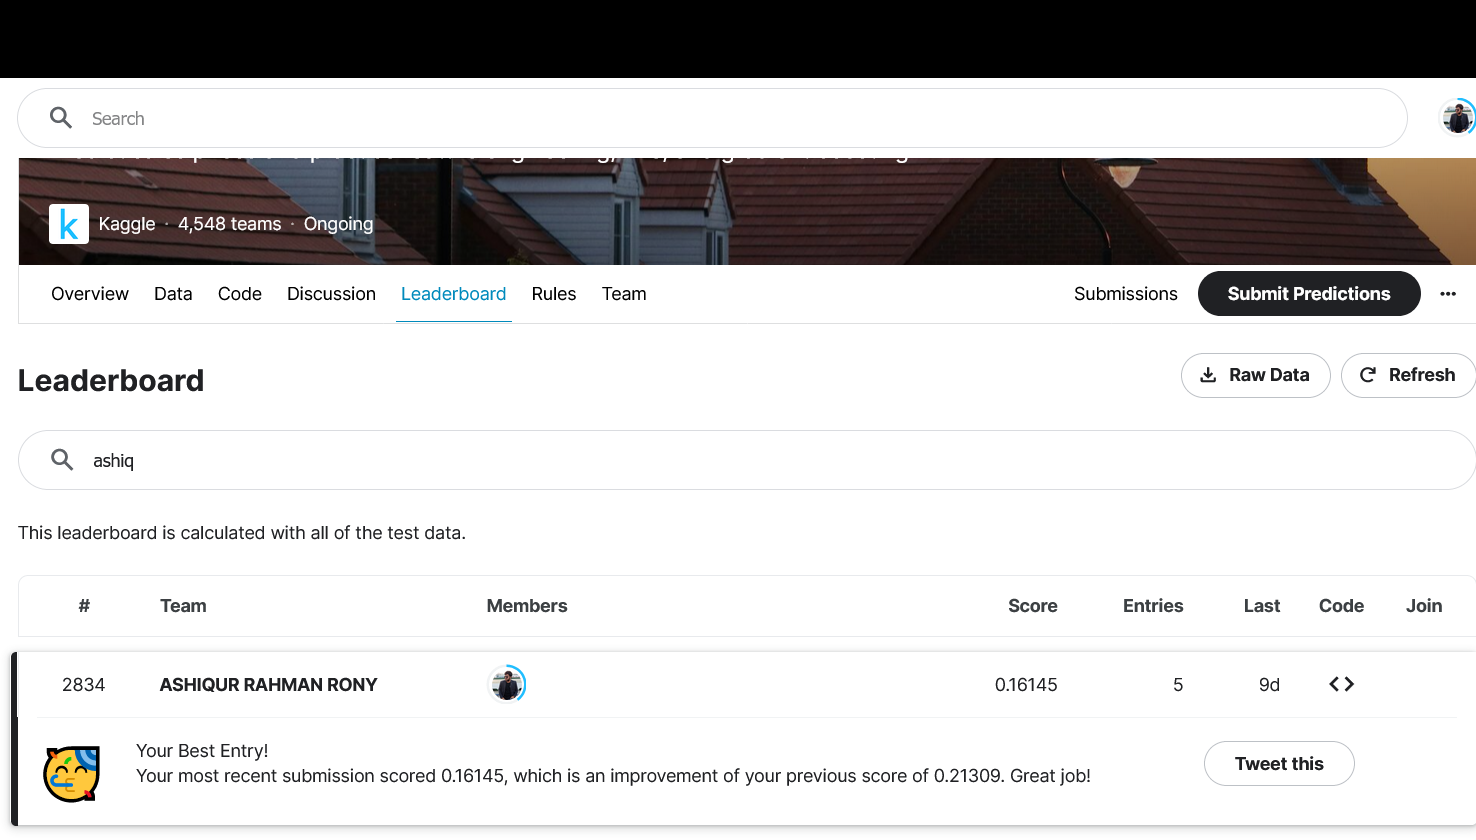 Search
k Kaggle · 4,548 teams · Ongoing
Overview Data Code Discussion Leaderboard Rules Team Submissions Submit Predictions
Leaderboard
Raw Data Refresh
ashiq
This leaderboard is calculated with all of the test data.
# Team Members Score Entries Last Code Join
2834 ASHIQUR RAHMAN RONY 0.16145 5 9d <>
Your Best Entry!
Your most recent submission scored 0.16145, which is an improvement of your previous score of 0.21309. Great job!
Tweet this